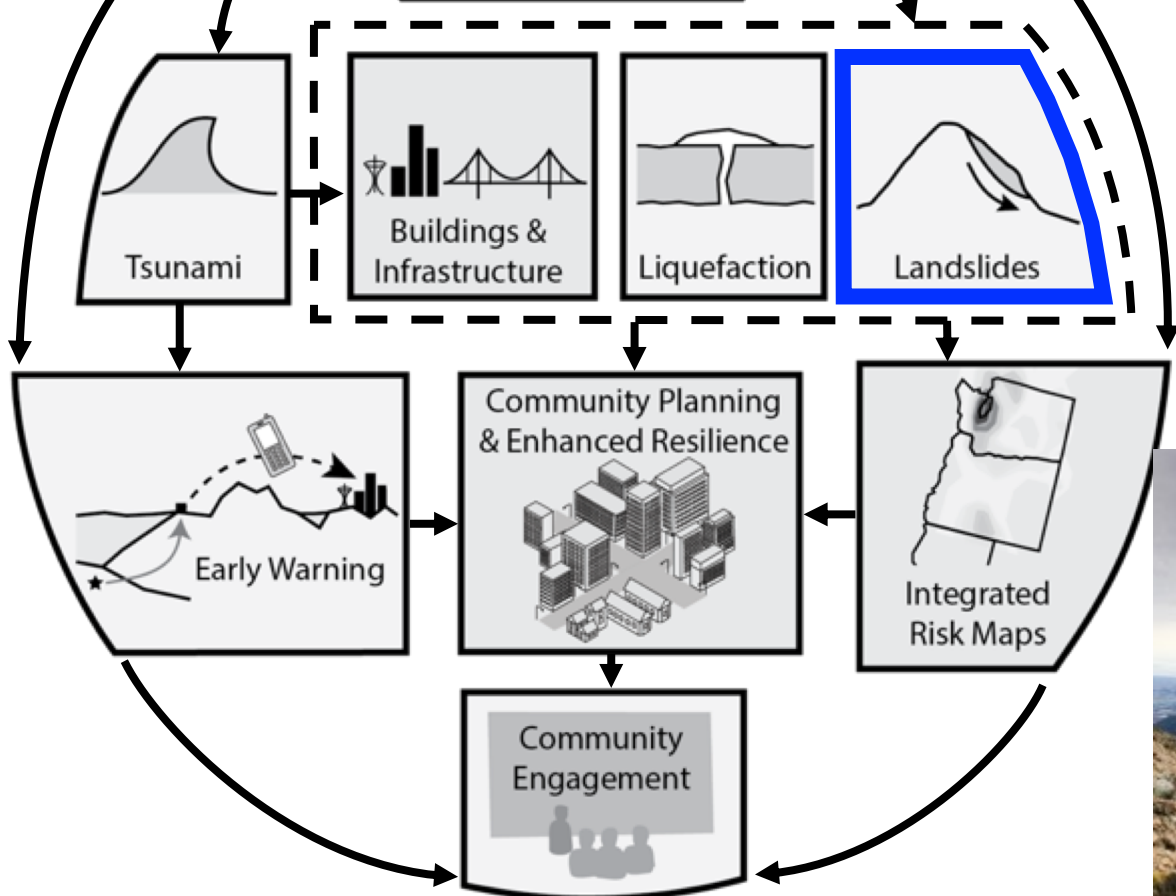 Tsunami
Buildings &
Infrastructure
Liquefaction
Landslides
Early Warning
Community Planning
& Enhanced Resilience
Integrated
Risk Maps
Community
Engagement